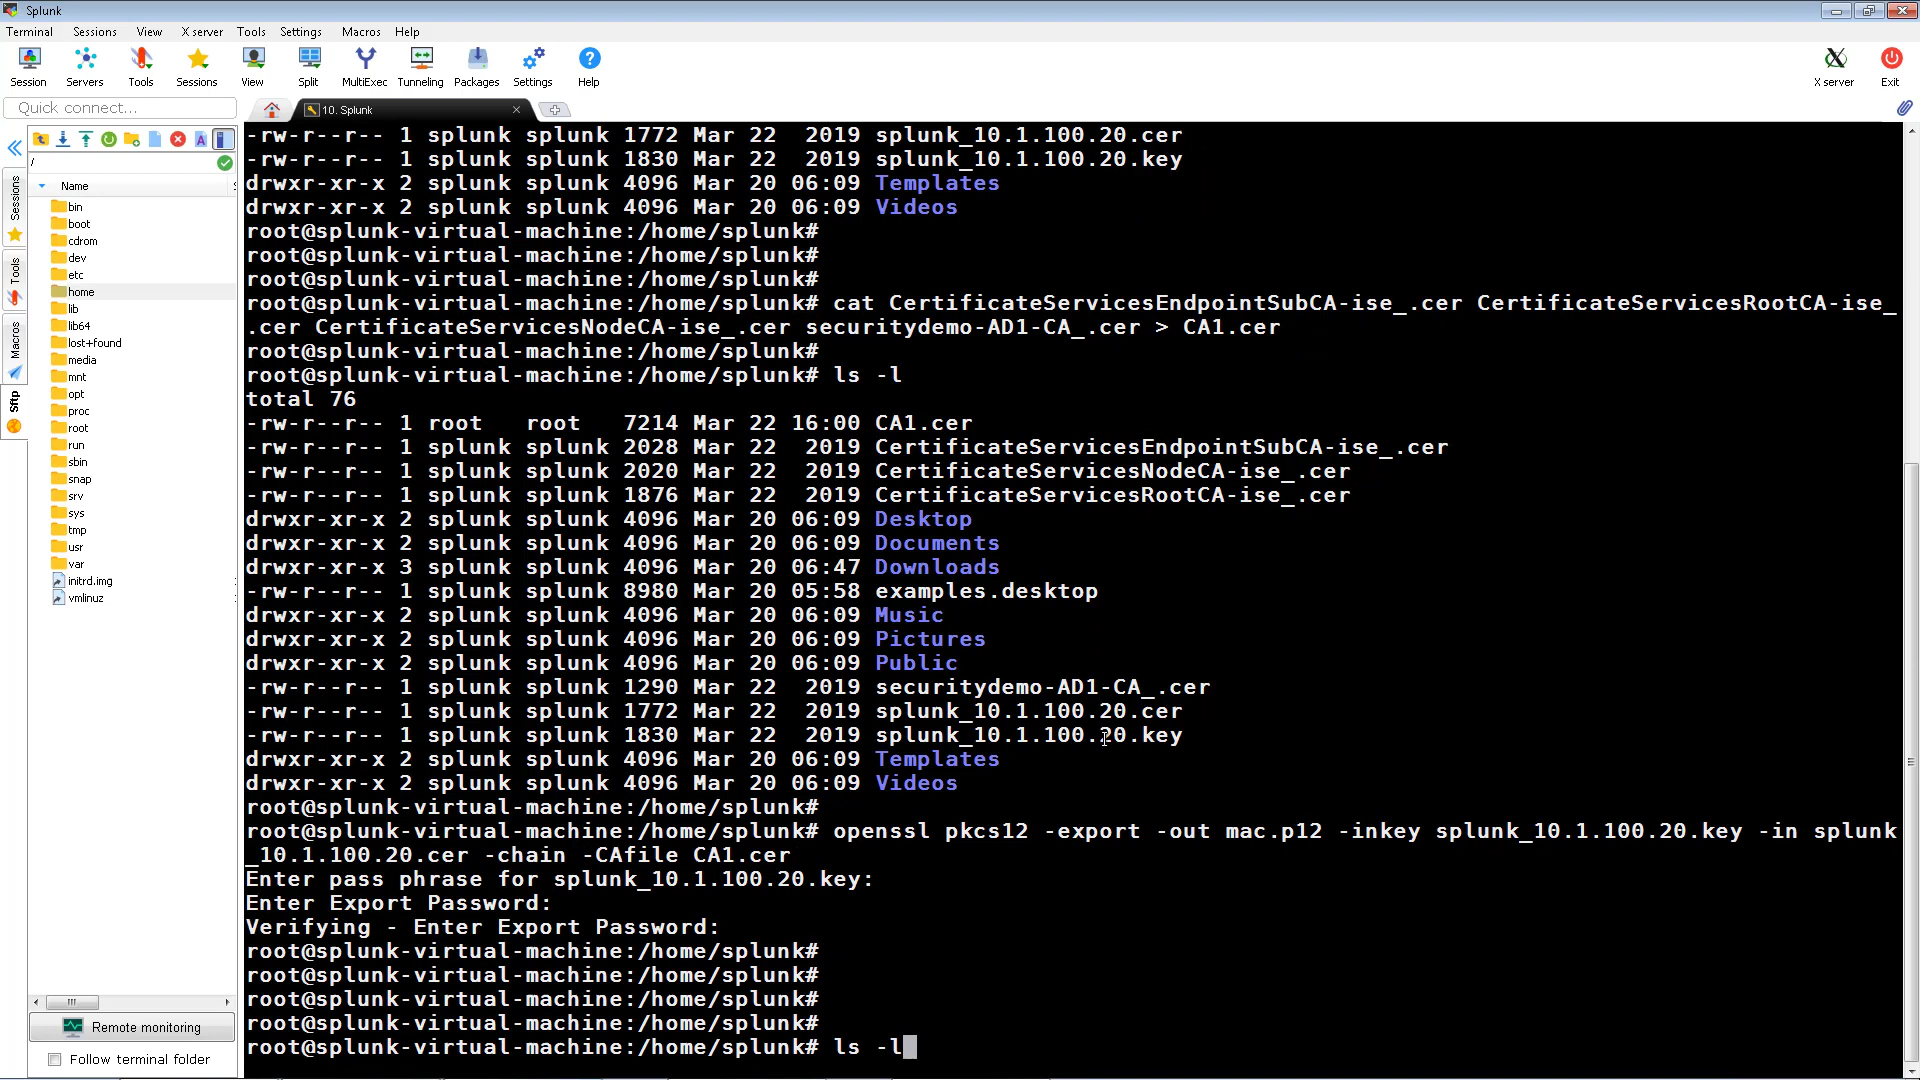 Splunk
Terminal Sessions View X server Tools Settings Macros Help
Session Servers Tools Sessions View Split MultiExec Tunneling Packages Settings Help X server Exit
Quick connect...
10. Splunk
/
Name
bin
boot
cdrom
dev
etc
home
lib
lib64
lost+found
media
mnt
opt
proc
root
run
sbin
snap
srv
sys
tmp
usr
var
initrd.img
vmlinuz
Sessions
Tools
Macros
Sftp
Remote monitoring
Follow terminal folder
-rw-r--r-- 1 splunk splunk 1772 Mar 22  2019 splunk_10.1.100.20.cer
-rw-r--r-- 1 splunk splunk 1830 Mar 22  2019 splunk_10.1.100.20.key
drwxr-xr-x 2 splunk splunk 4096 Mar 20 06:09 Templates
drwxr-xr-x 2 splunk splunk 4096 Mar 20 06:09 Videos
root@splunk-virtual-machine:/home/splunk#
root@splunk-virtual-machine:/home/splunk#
root@splunk-virtual-machine:/home/splunk#
root@splunk-virtual-machine:/home/splunk# cat CertificateServicesEndpointSubCA-ise_.cer CertificateServicesRootCA-ise_
.cer CertificateServicesNodeCA-ise_.cer securitydemo-AD1-CA_.cer > CA1.cer
root@splunk-virtual-machine:/home/splunk#
root@splunk-virtual-machine:/home/splunk# ls -l
total 76
-rw-r--r-- 1 root   root   7214 Mar 22 16:00 CA1.cer
-rw-r--r-- 1 splunk splunk 2028 Mar 22  2019 CertificateServicesEndpointSubCA-ise_.cer
-rw-r--r-- 1 splunk splunk 2020 Mar 22  2019 CertificateServicesNodeCA-ise_.cer
-rw-r--r-- 1 splunk splunk 1876 Mar 22  2019 CertificateServicesRootCA-ise_.cer
drwxr-xr-x 2 splunk splunk 4096 Mar 20 06:09 Desktop
drwxr-xr-x 2 splunk splunk 4096 Mar 20 06:09 Documents
drwxr-xr-x 3 splunk splunk 4096 Mar 20 06:47 Downloads
-rw-r--r-- 1 splunk splunk 8980 Mar 20 05:58 examples.desktop
drwxr-xr-x 2 splunk splunk 4096 Mar 20 06:09 Music
drwxr-xr-x 2 splunk splunk 4096 Mar 20 06:09 Pictures
drwxr-xr-x 2 splunk splunk 4096 Mar 20 06:09 Public
-rw-r--r-- 1 splunk splunk 1290 Mar 22  2019 securitydemo-AD1-CA_.cer
-rw-r--r-- 1 splunk splunk 1772 Mar 22  2019 splunk_10.1.100.20.cer
-rw-r--r-- 1 splunk splunk 1830 Mar 22  2019 splunk_10.1.100.20.key
drwxr-xr-x 2 splunk splunk 4096 Mar 20 06:09 Templates
drwxr-xr-x 2 splunk splunk 4096 Mar 20 06:09 Videos
root@splunk-virtual-machine:/home/splunk#
root@splunk-virtual-machine:/home/splunk# openssl pkcs12 -export -out mac.p12 -inkey splunk_10.1.100.20.key -in splunk
_10.1.100.20.cer -chain -CAfile CA1.cer
Enter pass phrase for splunk_10.1.100.20.key:
Enter Export Password:
Verifying - Enter Export Password:
root@splunk-virtual-machine:/home/splunk#
root@splunk-virtual-machine:/home/splunk#
root@splunk-virtual-machine:/home/splunk#
root@splunk-virtual-machine:/home/splunk#
root@splunk-virtual-machine:/home/splunk# ls -l